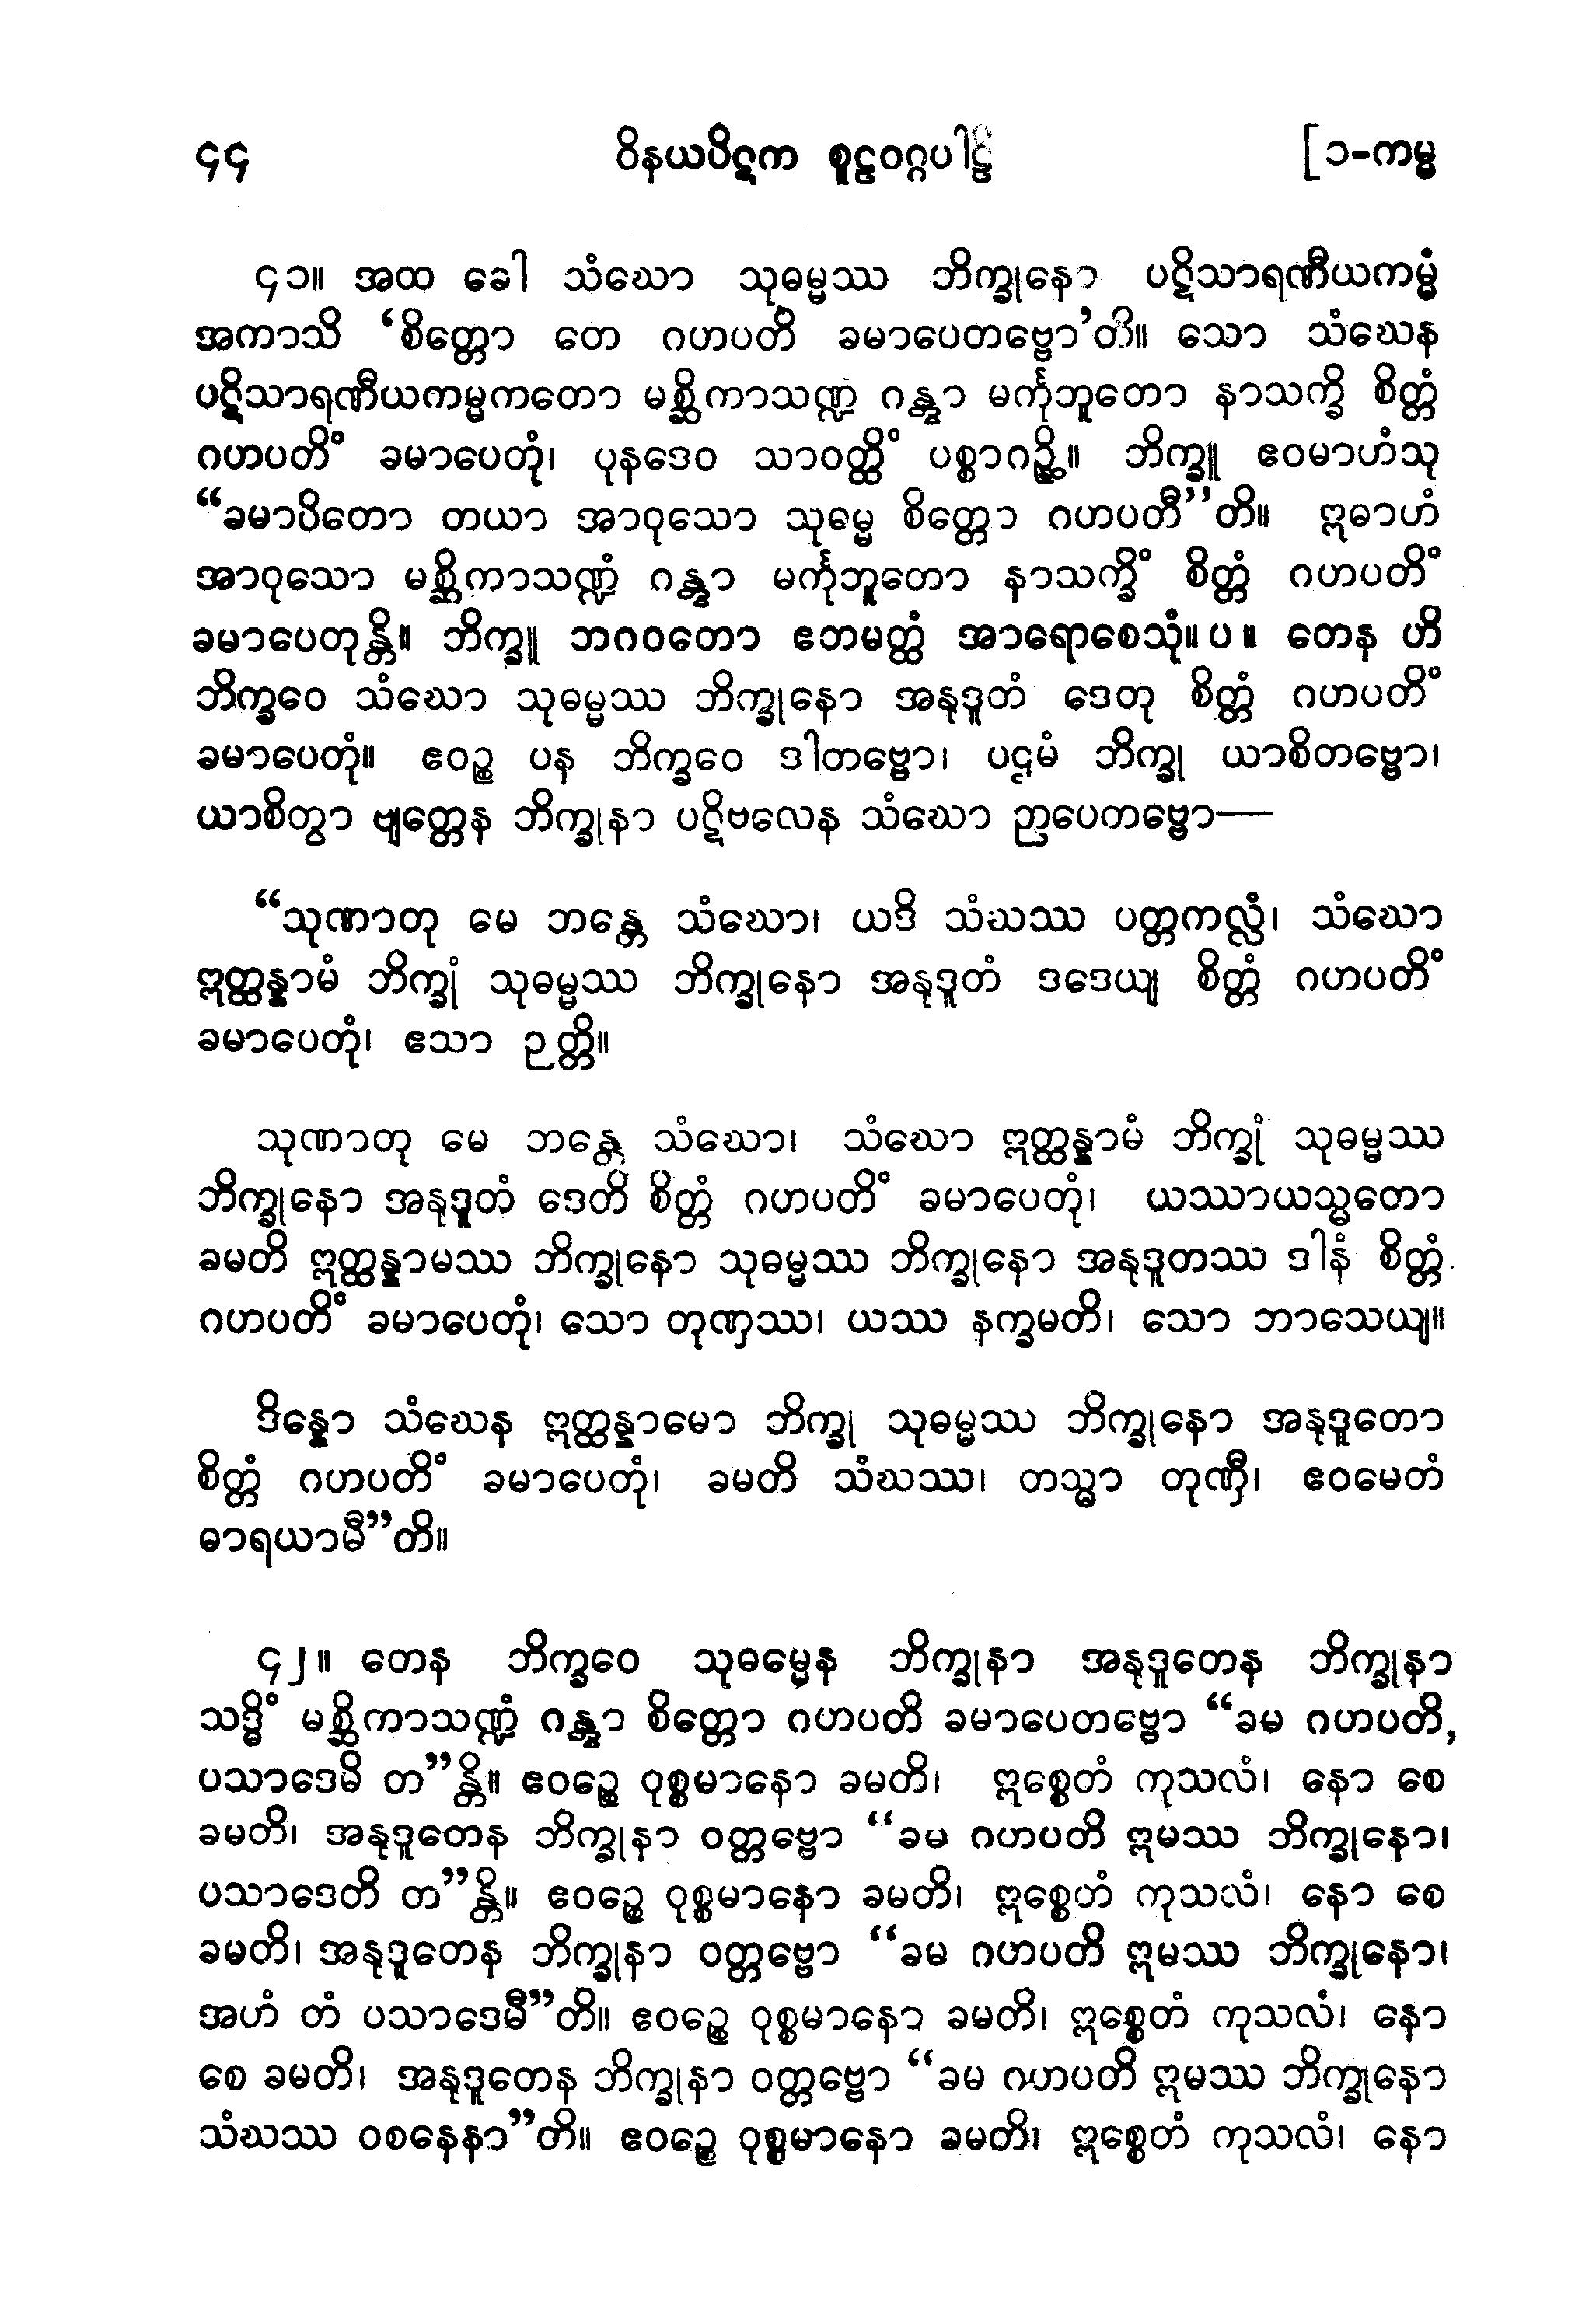 ၄၄ ဝိနယပိဋက စူဠဝဂ္ဂပါဠိ [၁-ကမ္မ
၄၁။ အထ ခေါ သံဃော သုဓမ္မဿ ဘိက္ခုနော ပဋိသာရဏီယကမ္မံ
အကာသိ ‘စိတ္တော တေ ဂဟပတိ ခမာပေတဗ္ဗော’တိ။ သော သံဃေန
ပဋိသာရဏီယကမ္မကတော မစ္ဆိကာသဏ္ဍံ ဂန္တွာ မင်္ကုဘူတော နာသက္ခိ စိတ္တံ
ဂဟပတိံ ခမာပေတုံ၊ ပုနဒေဝ သာဝတ္ထိံ ပစ္စာဂဉ္ဆိ။ ဘိက္ခူ ဧဝမာဟံသု
“ခမာပိတော တယာ အာဝုသော သုဓမ္မ စိတ္တော ဂဟပတီ”တိ။ ဣဓာဟံ
အာဝုသော မစ္ဆိကာသဏ္ဍံ ဂန္တွာ မင်္ကုဘူတော နာသက္ခိံ စိတ္တံ ဂဟပတိံ
ခမာပေတုန္တိ။ ဘိက္ခူ ဘဂဝတော ဧတမတ္ထံ အာရောစေသုံ။ ပ ။ တေန ဟိ
ဘိက္ခဝေ သံဃော သုဓမ္မဿ ဘိက္ခုနော အနုဒူတံ ဒေတု စိတ္တံ ဂဟပတိံ
ခမာပေတုံ။ ဧဝဉ္စ ပန ဘိက္ခဝေ ဒါတဗ္ဗော၊ ပဌမံ ဘိက္ခု ယာစိတဗ္ဗော၊
ယာစိတွာ ဗျတ္တေန ဘိက္ခုနာ ပဋိဗလေန သံဃော ဉာပေတဗ္ဗော—
“သုဏာတု မေ ဘန္တေ သံဃော၊ ယဒိ သံဃဿ ပတ္တကလ္လံ၊ သံဃော
ဣတ္ထန္နာမံ ဘိက္ခုံ သုဓမ္မဿ ဘိက္ခုနော အနုဒူတံ ဒဒေယျ စိတ္တံ ဂဟပတိံ
ခမာပေတုံ၊ ဧသာ ဉတ္တိ။
သုဏာတု မေ ဘန္တေ သံဃော၊ သံဃော ဣတ္ထန္နာမံ ဘိက္ခုံ သုဓမ္မဿ
ဘိက္ခုနော အနုဒူတံ ဒေတိ စိတ္တံ ဂဟပတိံ ခမာပေတုံ၊ ယဿာယသ္မတော
ခမတိ ဣတ္ထန္နာမဿ ဘိက္ခုနော သုဓမ္မဿ ဘိက္ခုနော အနုဒူတဿ ဒါနံ စိတ္တံ
ဂဟပတိံ ခမာပေတုံ၊ သော တုဏှဿ၊ ယဿ နက္ခမတိ၊ သော ဘာသေယျ။
ဒိန္နော သံဃေန ဣတ္ထန္နာမော ဘိက္ခု သုဓမ္မဿ ဘိက္ခုနော အနုဒူတော
စိတ္တံ ဂဟပတိံ ခမာပေတုံ၊ ခမတိ သံဃဿ၊ တသ္မာ တုဏှီ၊ ဧဝမေတံ
ဓာရယာမီ”တိ။
၄၂။ တေန ဘိက္ခဝေ သုဓမ္မေန ဘိက္ခုနာ အနုဒူတေန ဘိက္ခုနာ
သဒ္ဓိံ မစ္ဆိကာသဏ္ဍံ ဂန္တွာ စိတ္တော ဂဟပတိ ခမာပေတဗ္ဗော “ခမ ဂဟပတိ,
ပသာဒေမိ တ”န္တိ။ ဧဝဉ္စေ ဝုစ္စမာနော ခမတိ၊ ဣစ္စေတံ ကုသလံ၊ နော စေ
ခမတိ၊ အနုဒူတေန ဘိက္ခုနာ ဝတ္တဗ္ဗော “ခမ ဂဟပတိ ဣမဿ ဘိက္ခုနော၊
ပသာဒေတိ တ”န္တိ။ ဧဝဉ္စေ ဝုစ္စမာနော ခမတိ၊ ဣစ္စေတံ ကုသလံ၊ နော စေ
ခမတိ၊ အနုဒူတေန ဘိက္ခုနာ ဝတ္တဗ္ဗော “ခမ ဂဟပတိ ဣမဿ ဘိက္ခုနော၊
အဟံ တံ ပသာဒေမီ”တိ။ ဧဝဉ္စေ ဝုစ္စမာနော ခမတိ၊ ဣစ္စေတံ ကုသလံ၊ နော
စေ ခမတိ၊ အနုဒူတေန ဘိက္ခုနာ ဝတ္တဗ္ဗော “ခမ ဂဟပတိ ဣမဿ ဘိက္ခုနော
သံဃဿ ဝစနေနာ”တိ။ ဧဝဉ္စေ ဝုစ္စမာနော ခမတိ၊ ဣစ္စေတံ ကုသလံ၊ နော